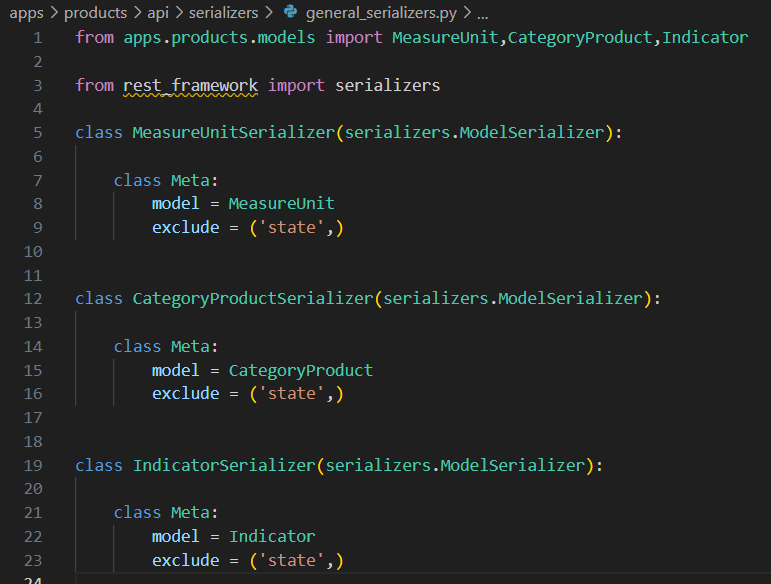 apps > products > api > serializers > general_serializers.py > ...
1 from apps.products.models import MeasureUnit,CategoryProduct,Indicator
2
3 from rest_framework import serializers
4
5 class MeasureUnitSerializer(serializers.ModelSerializer):
6
7     class Meta:
8         model = MeasureUnit
9         exclude = ('state',)
10
11
12 class CategoryProductSerializer(serializers.ModelSerializer):
13
14     class Meta:
15         model = CategoryProduct
16         exclude = ('state',)
17
18
19 class IndicatorSerializer(serializers.ModelSerializer):
20
21     class Meta:
22         model = Indicator
23         exclude = ('state',)
24